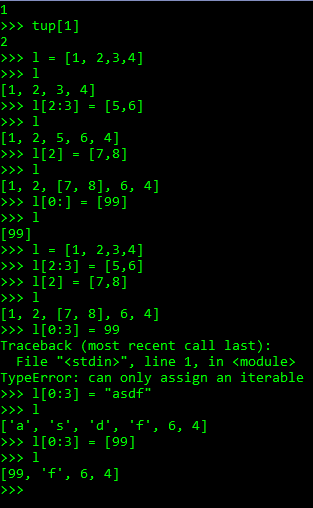 1
>>> tup[1]
2
>>> l = [1, 2,3,4]
>>> l
[1, 2, 3, 4]
>>> l[2:3] = [5,6]
>>> l
[1, 2, 5, 6, 4]
>>> l[2] = [7,8]
>>> l
[1, 2, [7, 8], 6, 4]
>>> l[0:] = [99]
>>> l
[99]
>>> l = [1, 2,3,4]
>>> l[2:3] = [5,6]
>>> l[2] = [7,8]
>>> l
[1, 2, [7, 8], 6, 4]
>>> l[0:3] = 99
Traceback (most recent call last):
  File "<stdin>", line 1, in <module>
TypeError: can only assign an iterable
>>> l[0:3] = "asdf"
>>> l
['a', 's', 'd', 'f', 6, 4]
>>> l[0:3] = [99]
>>> l
[99, 'f', 6, 4]
>>>